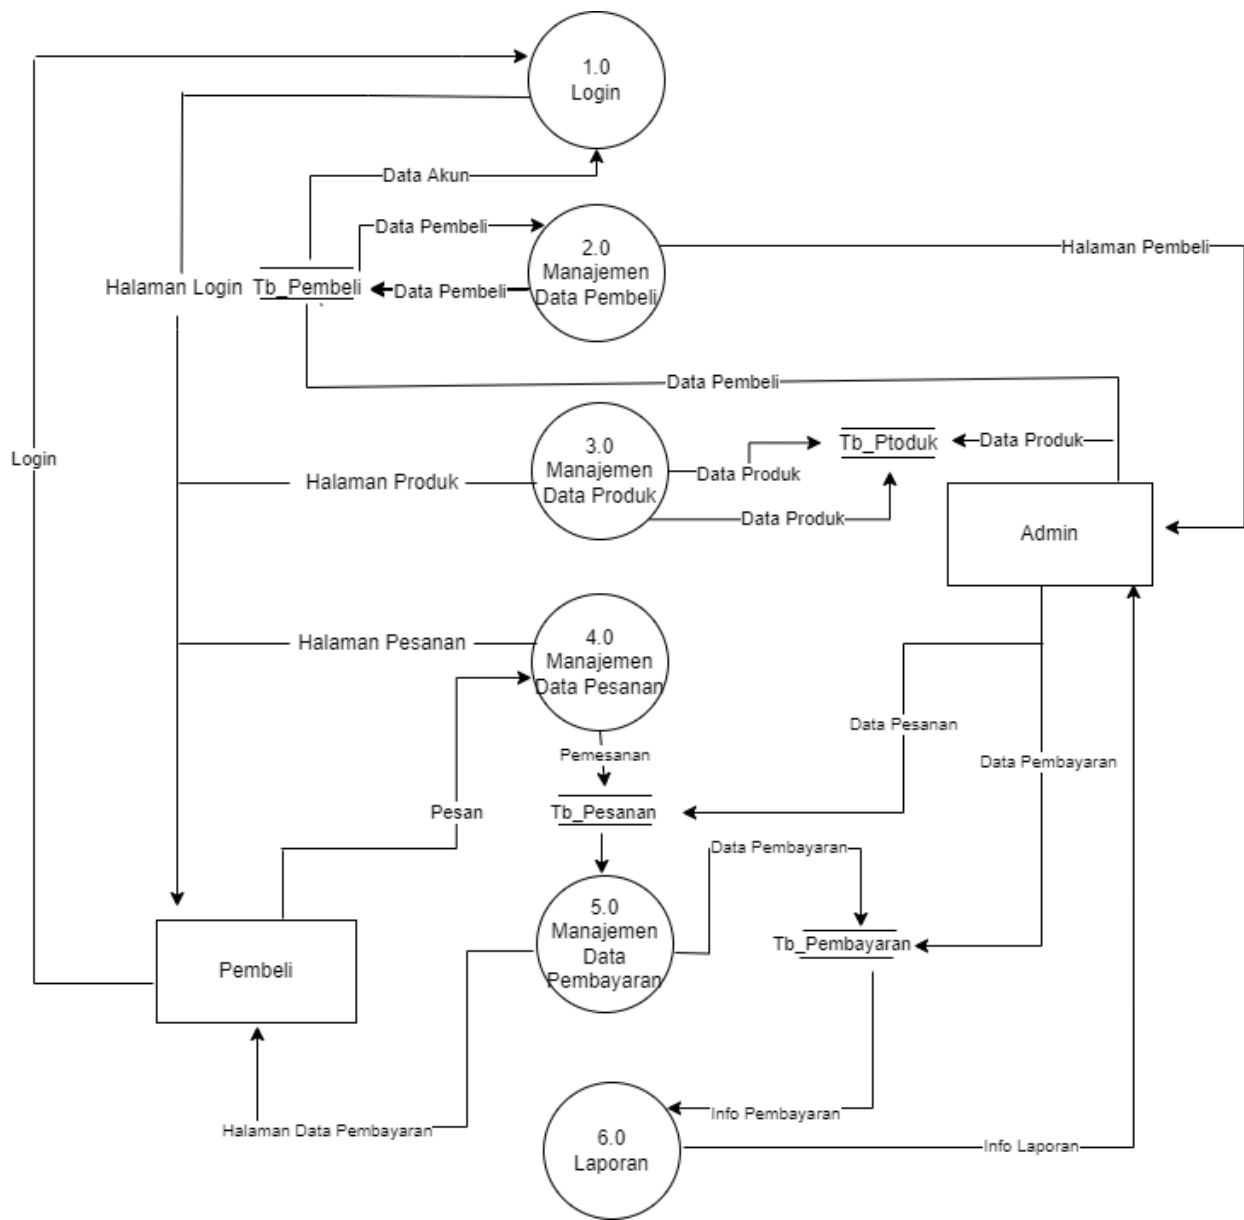 1.0
Login
Data Akun
Data Pembeli
2.0
Manajemen
Data Pembeli
Halaman Pembeli
Halaman Login
Tb_Pembeli
Data Pembeli
Data Pembeli
3.0
Manajemen
Data Produk
Tb_Ptoduk
Data Produk
Data Produk
Login
Halaman Produk
Data Produk
Admin
4.0
Manajemen
Data Pesanan
Halaman Pesanan
Data Pesanan
Pemesanan
Data Pembayaran
Pesan
Tb_Pesanan
Data Pembayaran
5.0
Manajemen
Data
Pembayaran
Tb_Pembayaran
Pembeli
Info Pembayaran
Halaman Data Pembayaran
6.0
Laporan
Info Laporan